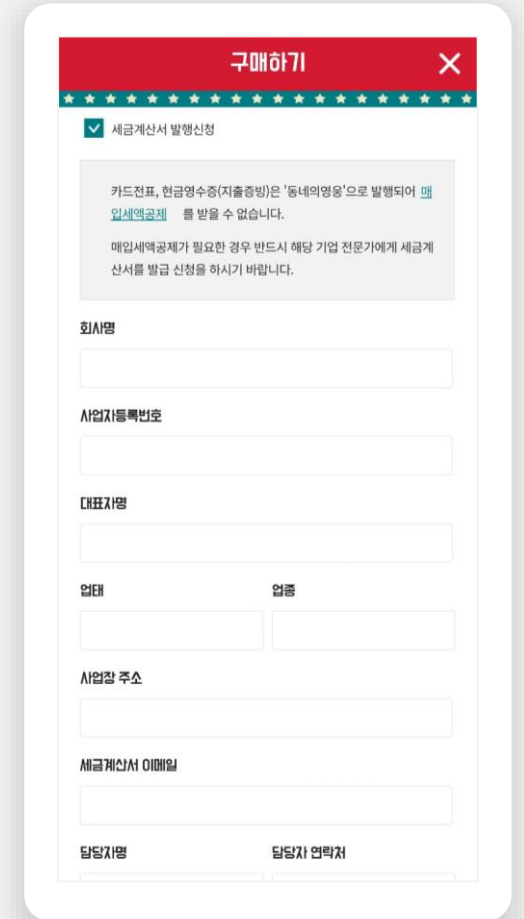 구매하기
세금계산서 발행신청
카드전표, 현금영수증(지출증빙)은 '동네의영웅'으로 발행되어 매
입세액공제 를 받을 수 없습니다.
매입세액공제가 필요한 경우 반드시 해당 기업 전문가에게 세금계
산서를 발급 신청을 하시기 바랍니다.
회사명
사업자등록번호
대표자명
업태 업종
사업장 주소
세금계산서 이메일
담당자명 담당자 연락처